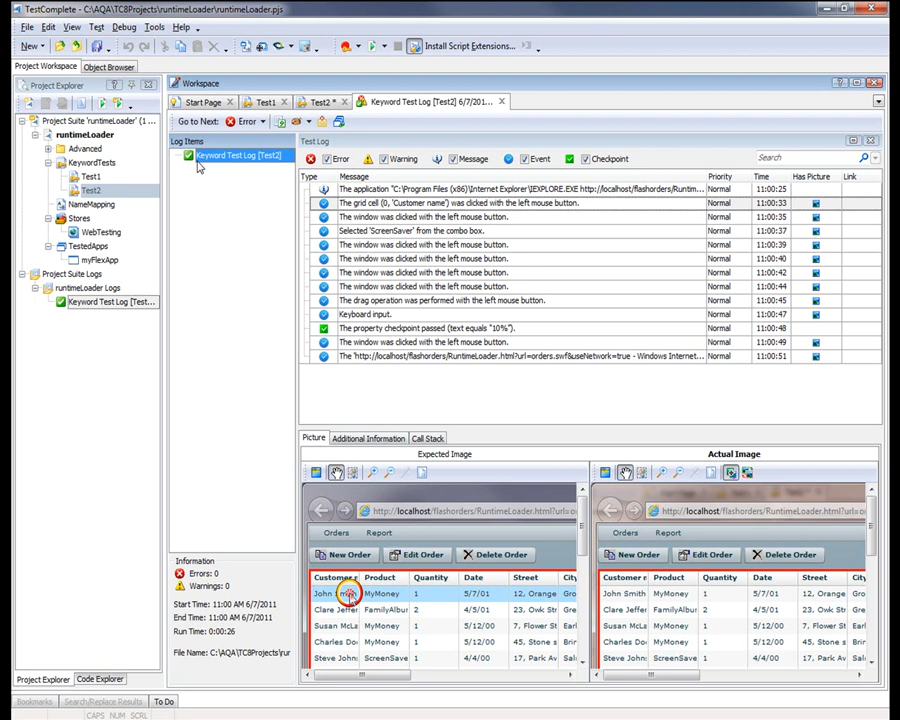 TestComplete - C:\AQA\TC8Projects\runtimeLoader\runtimeLoader.pjs
File Edit View Test Debug Tools Help
New Install Script Extensions...
Project Workspace Object Browser
Project Explorer
Project Suite 'runtimeLoader' (1 ...
runtimeLoader
Advanced
KeywordTests
Test1
Test2
NameMapping
Stores
WebTesting
TestedApps
myFlexApp
Project Suite Logs
runtimeLoader Logs
Keyword Test Log [Test...
Project Explorer Code Explorer
Workspace
Start Page Test1 Test2 * Keyword Test Log [Test2] 6/7/201...
Go to Next: Error
Log Items
Keyword Test Log [Test2]
Information
Errors: 0
Warnings: 0
Start Time: 11:00 AM 6/7/2011
End Time: 11:00 AM 6/7/2011
Run Time: 0:00:26
File Name: C:\AQA\TC8Projects\rur
Test Log
Error Warning Message Event Checkpoint Search
Type Message Priority Time Has Picture Link
The application "C:\Program Files (x86)\Internet Explorer\IEXPLORE.EXE http://localhost/flashorders/Runtim... Normal 11:00:25
The grid cell (0, 'Customer name') was clicked with the left mouse button. Normal 11:00:33
The window was clicked with the left mouse button. Normal 11:00:35
Selected 'ScreenSaver' from the combo box. Normal 11:00:37
The window was clicked with the left mouse button. Normal 11:00:39
The window was clicked with the left mouse button. Normal 11:00:40
The window was clicked with the left mouse button. Normal 11:00:42
The window was clicked with the left mouse button. Normal 11:00:44
The drag operation was performed with the left mouse button. Normal 11:00:45
Keyboard input. Normal 11:00:47
The property checkpoint passed (text equals "10%"). Normal 11:00:48
The window was clicked with the left mouse button. Normal 11:00:49
The 'http://localhost/flashorders/RuntimeLoader.html?url=orders.swf&useNetwork=true - Windows Internet... Normal 11:00:51
Picture Additional Information Call Stack
Expected Image
http://localhost/flashorders/RuntimeLoader.html?url=o
Orders Report
New Order Edit Order Delete Order
Customer r Product Quantity Date Street City
John Smith MyMoney 1 5/7/01 12, Orange Gro
Clare Jeffer FamilyAlbur 2 4/5/01 23, Owk Str
Susan McLa MyMoney 1 5/12/00 7, Flower St Eri
Charles Do MyMoney 1 5/12/00 45, Stone s Brir
Steve John: ScreenSave 1 4/4/00 17, Park Av
Actual Image
http://localhost/flashorders/RuntimeLoader.html?url=or
Orders Report
New Order Edit Order Delete Order
Customer r Product Quantity Date Street City
John Smith MyMoney 1 5/7/01 12, Orange Gro
Clare Jeffer FamilyAlbur 2 4/5/01 23, Owk Str
Susan McLa MyMoney 1 5/12/00 7, Flower St Eri
Charles Do MyMoney 1 5/12/00 45, Stone s Brir
Steve John: ScreenSave 1 4/4/00 17, Park Av
Bookmarks Search/Replace Results To Do
CAPS NUM SCRL